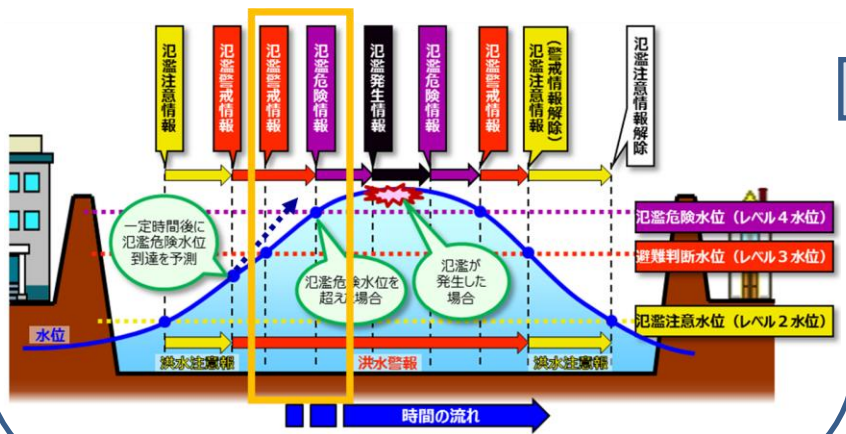 氾濫注意情報
氾濫警戒情報
氾濫警戒情報
氾濫危険情報
氾濫発生情報
氾濫危険情報
氾濫警戒情報
氾濫注意情報
(警戒情報解除)
氾濫注意情報解除
一定時間後に
氾濫危険水位
到達を予測
氾濫危険水位を
超えた場合
氾濫が
発生した
場合
氾濫危険水位(レベル4水位)
避難判断水位(レベル3水位)
氾濫注意水位(レベル2水位)
水位
洪水注意報
洪水警報
洪水注意報
時間の流れ